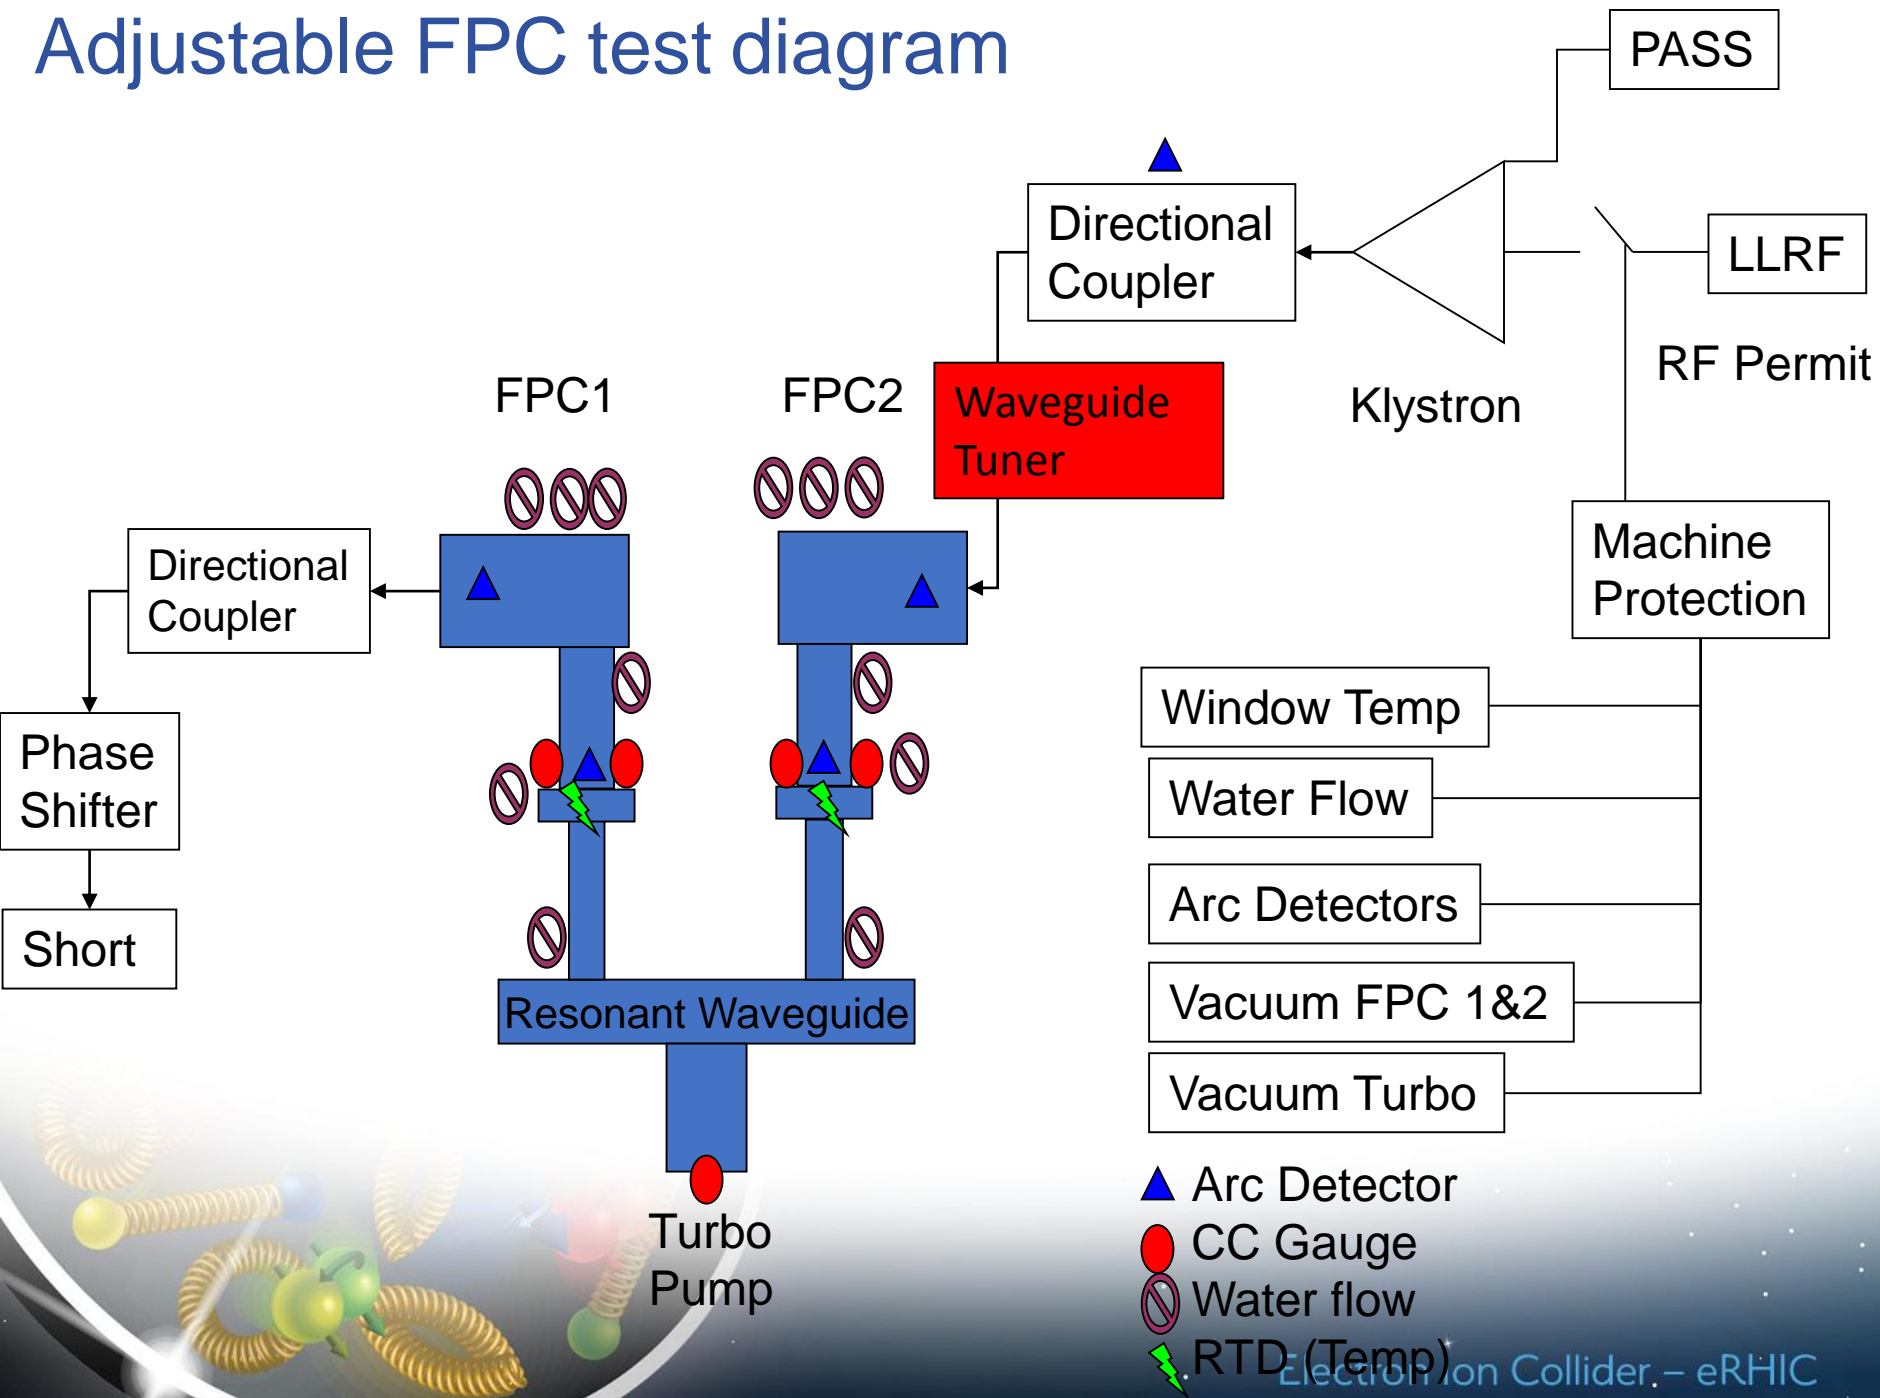 Adjustable FPC test diagram
PASS
Directional
Coupler
LLRF
RF Permit
Klystron
FPC1
FPC2
Waveguide
Tuner
Directional
Coupler
Machine
Protection
Phase
Shifter
Short
Window Temp
Water Flow
Arc Detectors
Vacuum FPC 1&2
Vacuum Turbo
Resonant Waveguide
Turbo
Pump
Arc Detector
CC Gauge
Water flow
RTD (Temp)
Electron Ion Collider – eRHIC